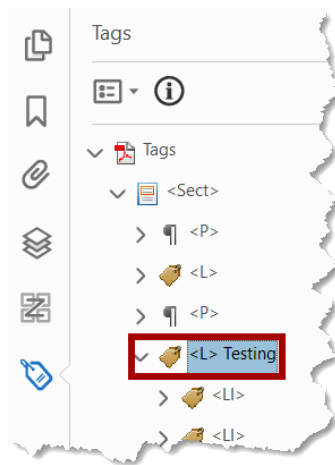 Tags
Tags
<Sect>
<P>
<L>
<P>
<L> Testing
<LI>
<LI>